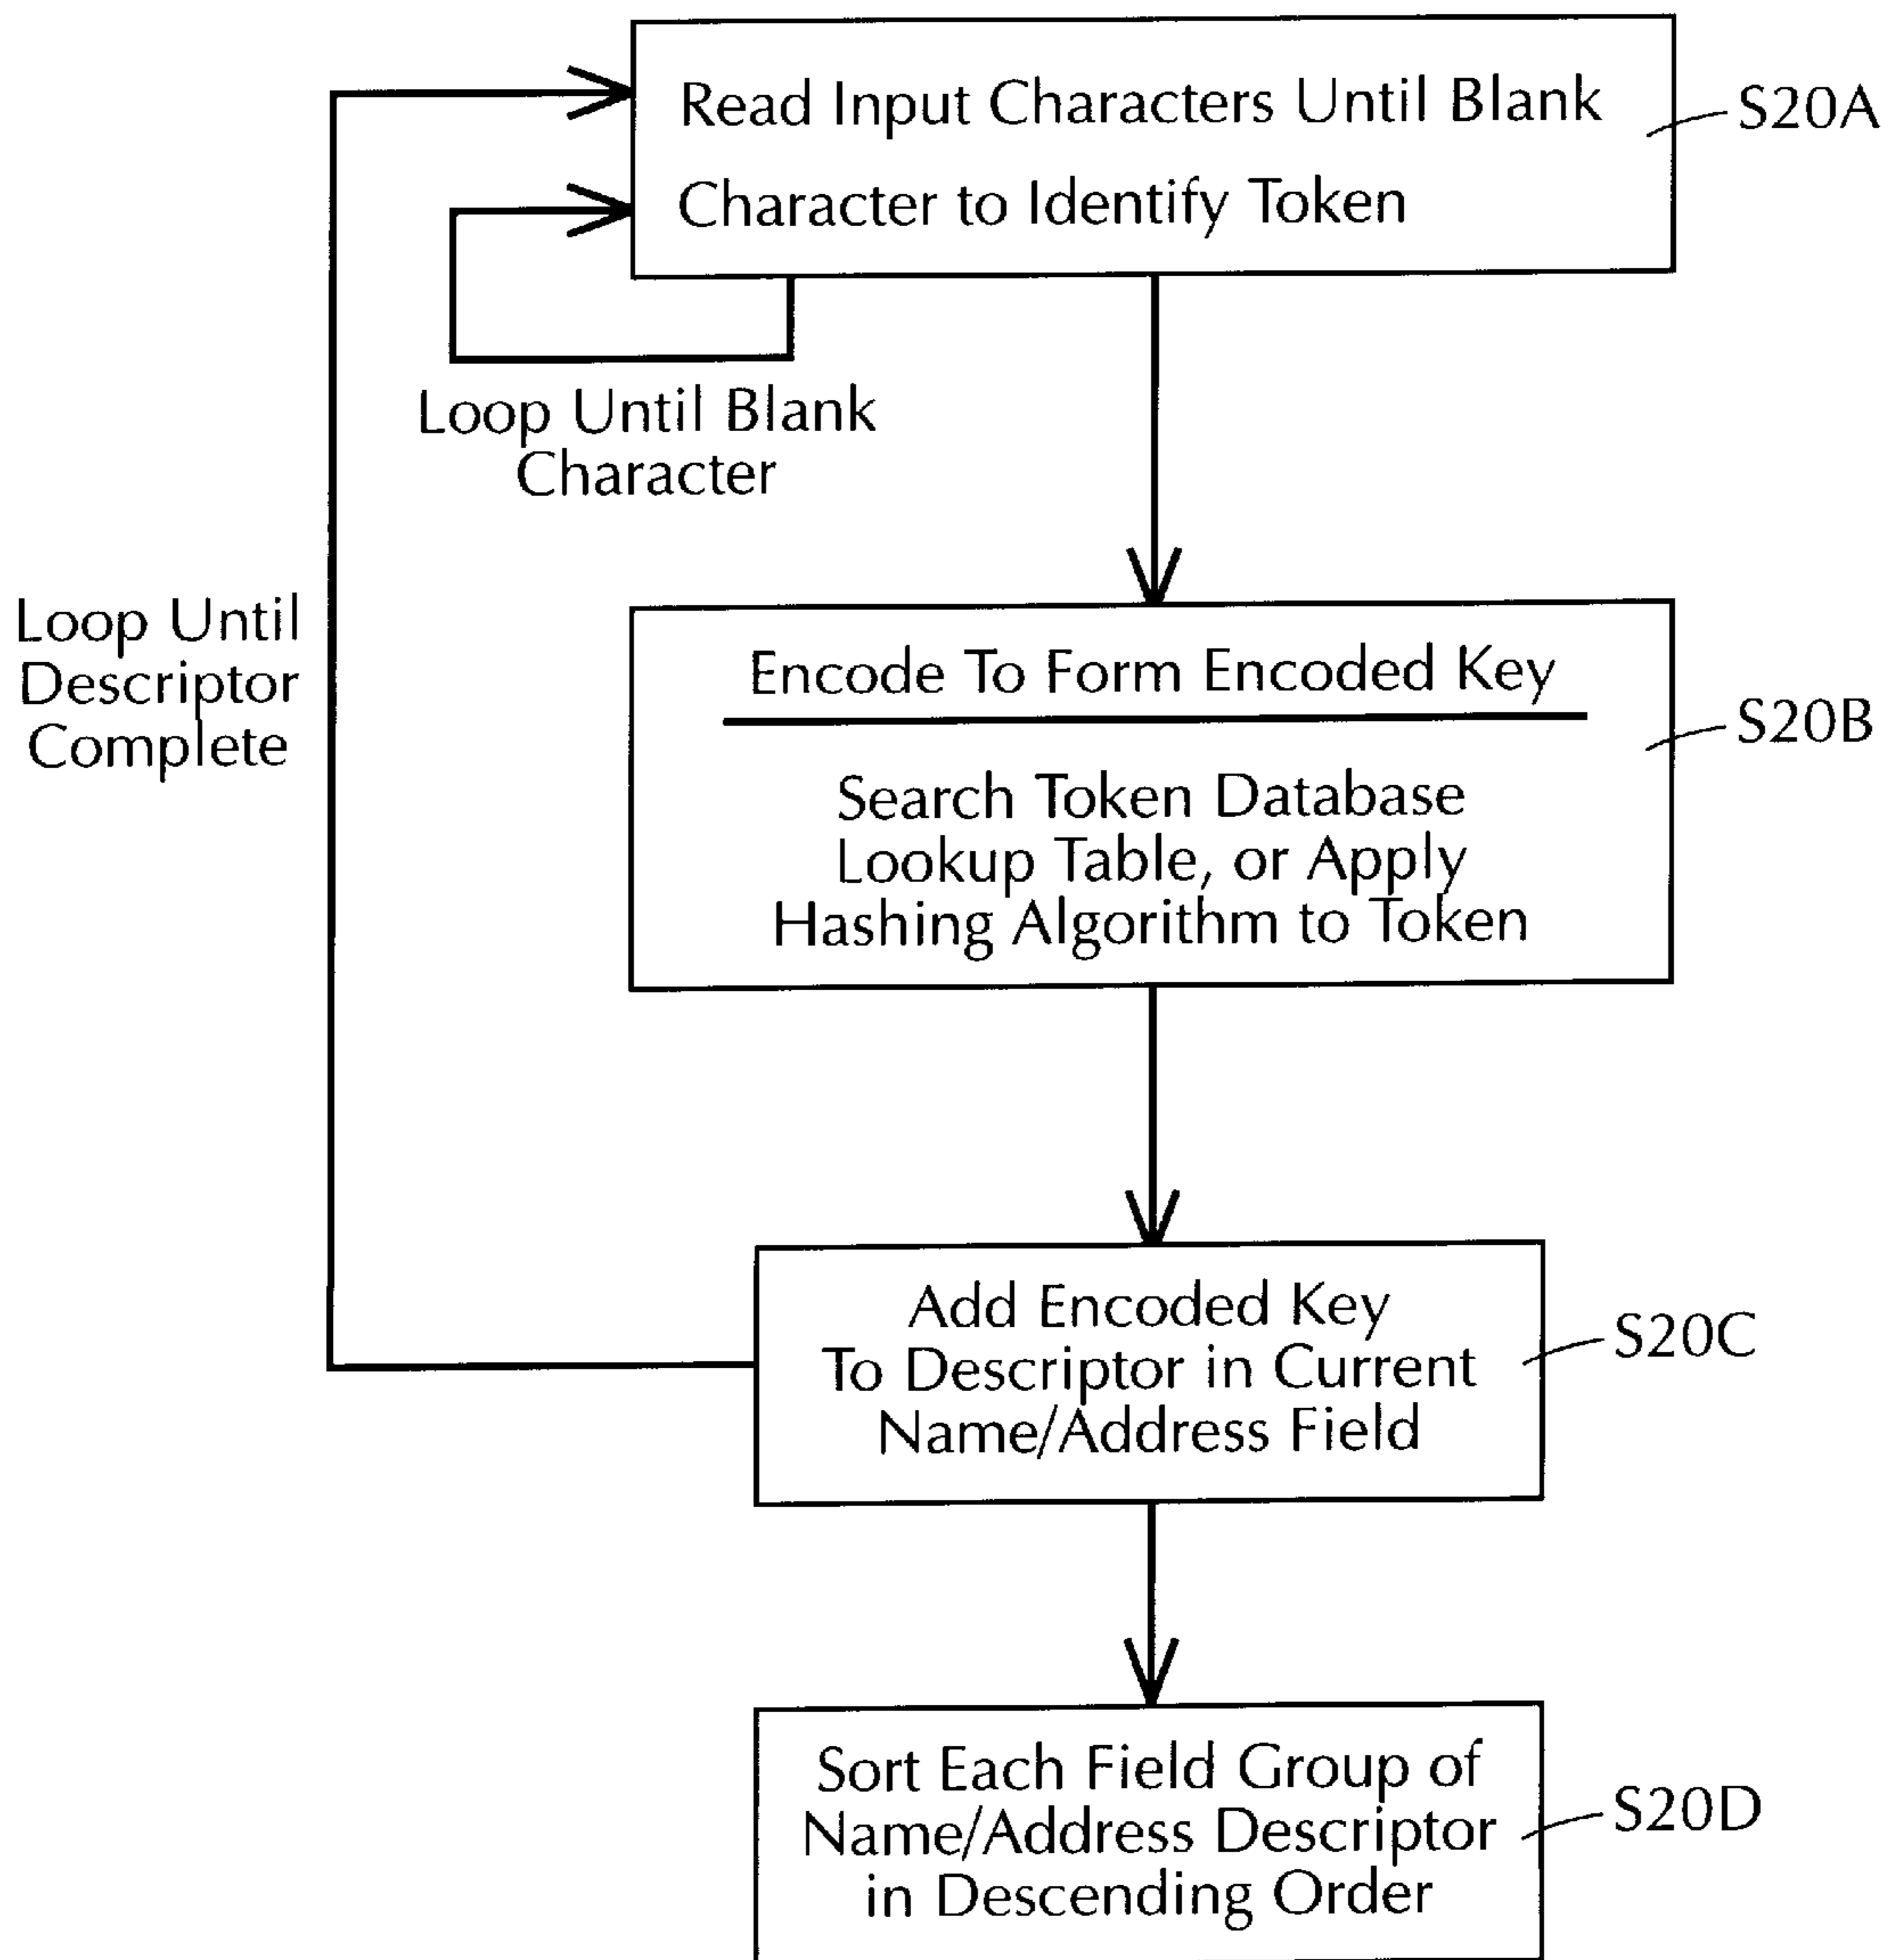 Read Input Characters Until Blank
Character to Identify Token
S20A
Loop Until Blank
Character
Loop Until
Descriptor
Complete
Encode To Form Encoded Key
Search Token Database
Lookup Table, or Apply
Hashing Algorithm to Token
S20B
Add Encoded Key
To Descriptor in Current
Name/Address Field
S20C
Sort Each Field Group of
Name/Address Descriptor
in Descending Order
S20D